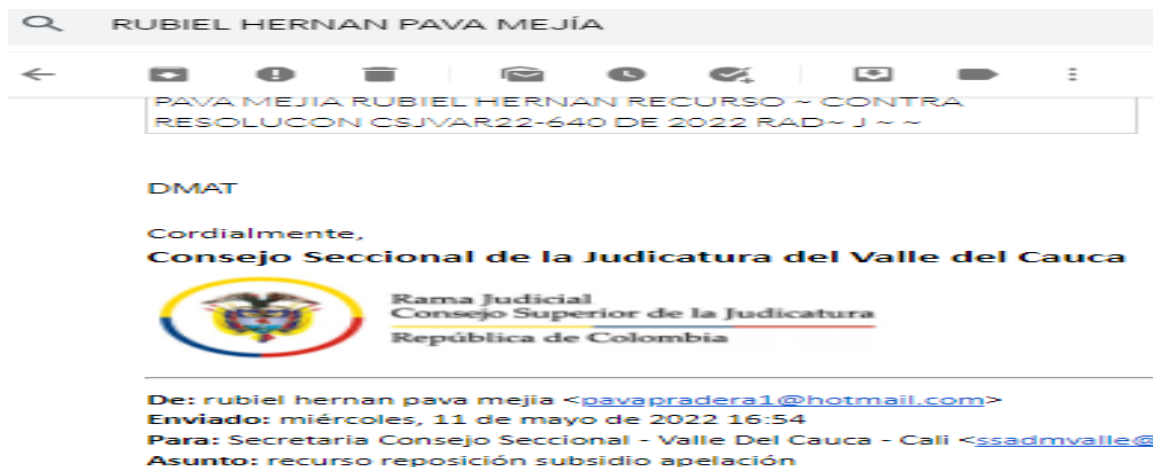 RUBIEL HERNAN PAVA MEJÍA
PAVA MEJIA RUBIEL HERNAN RECURSO ~ CONTRA
RESOLUCON CSJVAR22-640 DE 2022 RAD~ J ~ ~
DMAT
Cordialmente,
Consejo Seccional de la Judicatura del Valle del Cauca
Rama Judicial
Consejo Superior de la Judicatura
República de Colombia
De: rubiel hernan pava mejia <pavapradera1@hotmail.com>
Enviado: miércoles, 11 de mayo de 2022 16:54
Para: Secretaria Consejo Seccional - Valle Del Cauca - Cali <ssadmvalle@
Asunto: recurso reposición subsidio apelación